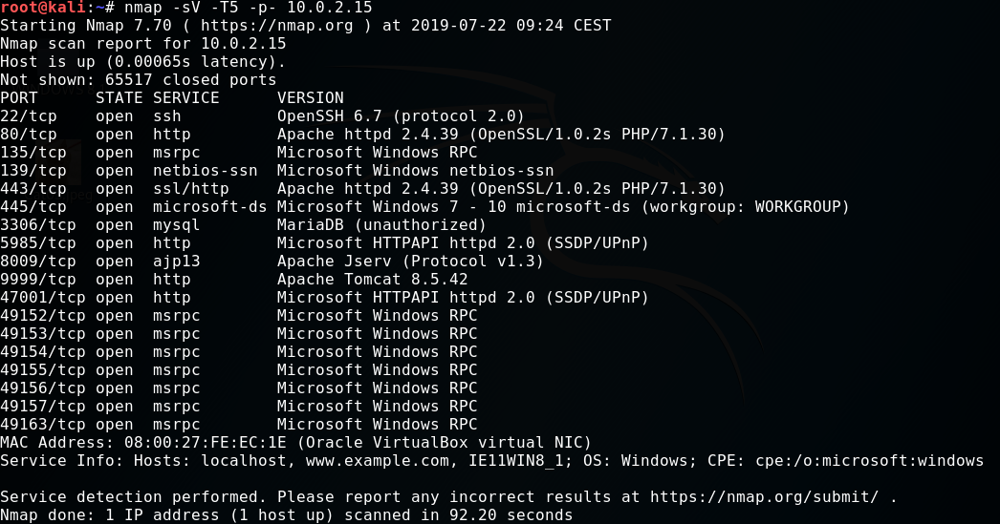 root@kali:~# nmap -sV -T5 -p- 10.0.2.15
Starting Nmap 7.70 ( https://nmap.org ) at 2019-07-22 09:24 CEST
Nmap scan report for 10.0.2.15
Host is up (0.00065s latency).
Not shown: 65517 closed ports
PORT      STATE SERVICE      VERSION
22/tcp    open  ssh          OpenSSH 6.7 (protocol 2.0)
80/tcp    open  http         Apache httpd 2.4.39 (OpenSSL/1.0.2s PHP/7.1.30)
135/tcp   open  msrpc        Microsoft Windows RPC
139/tcp   open  netbios-ssn  Microsoft Windows netbios-ssn
443/tcp   open  ssl/http     Apache httpd 2.4.39 (OpenSSL/1.0.2s PHP/7.1.30)
445/tcp   open  microsoft-ds Microsoft Windows 7 - 10 microsoft-ds (workgroup: WORKGROUP)
3306/tcp  open  mysql        MariaDB (unauthorized)
5985/tcp  open  http         Microsoft HTTPAPI httpd 2.0 (SSDP/UPnP)
8009/tcp  open  ajp13        Apache Jserv (Protocol v1.3)
9999/tcp  open  http         Apache Tomcat 8.5.42
47001/tcp open  http         Microsoft HTTPAPI httpd 2.0 (SSDP/UPnP)
49152/tcp open  msrpc        Microsoft Windows RPC
49153/tcp open  msrpc        Microsoft Windows RPC
49154/tcp open  msrpc        Microsoft Windows RPC
49155/tcp open  msrpc        Microsoft Windows RPC
49156/tcp open  msrpc        Microsoft Windows RPC
49157/tcp open  msrpc        Microsoft Windows RPC
49163/tcp open  msrpc        Microsoft Windows RPC
MAC Address: 08:00:27:FE:EC:1E (Oracle VirtualBox virtual NIC)
Service Info: Hosts: localhost, www.example.com, IE11WIN8_1; OS: Windows; CPE: cpe:/o:microsoft:windows

Service detection performed. Please report any incorrect results at https://nmap.org/submit/ .
Nmap done: 1 IP address (1 host up) scanned in 92.20 seconds